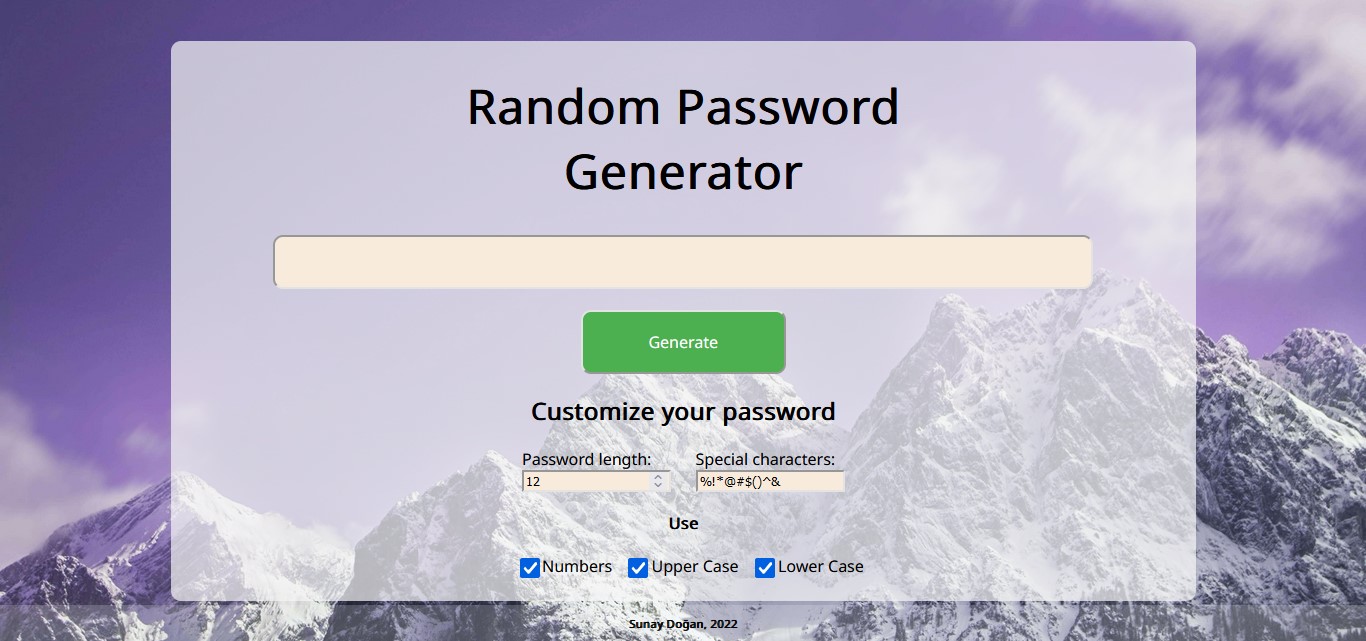 Random Password
Generator
Generate
Customize your password
Password length: Special characters:
12 %!*@#$()^&
Use
Numbers Upper Case Lower Case
Sunay Doğan, 2022